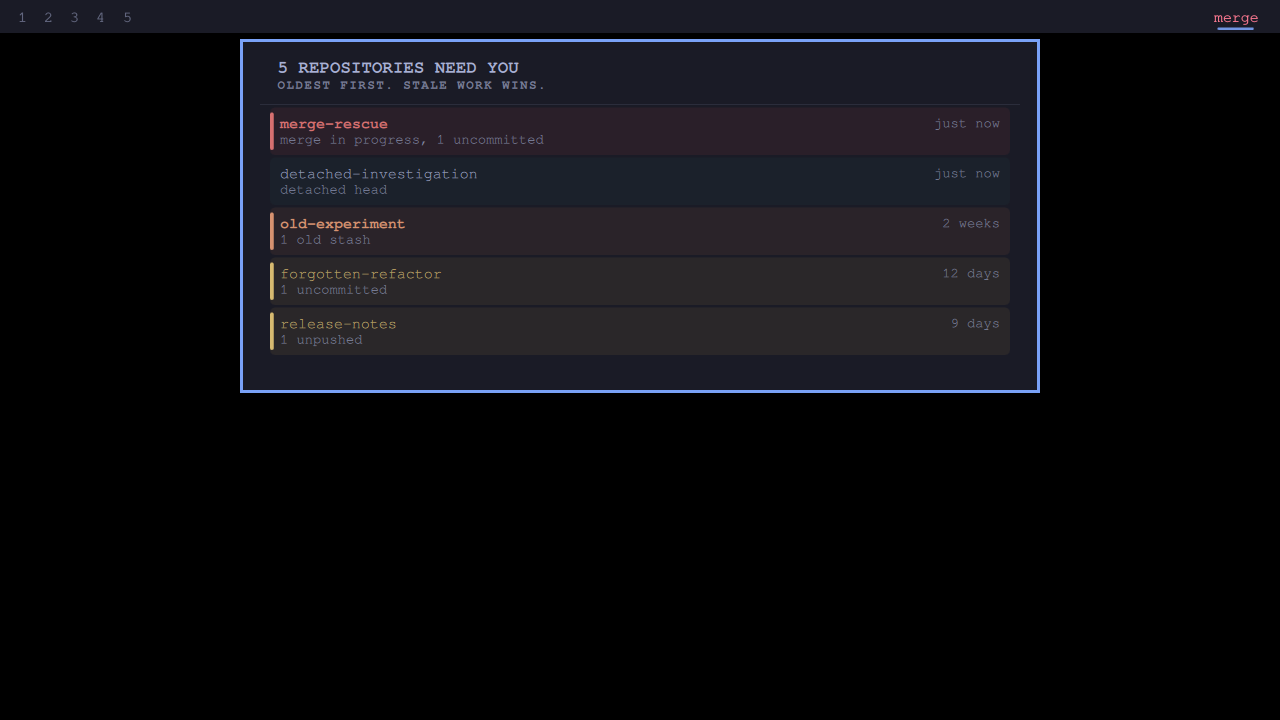 1 2 3 4 5 merge
5 REPOSITORIES NEED YOU
OLDEST FIRST. STALE WORK WINS.
merge-rescue just now
merge in progress, 1 uncommitted
detached-investigation just now
detached head
old-experiment 2 weeks
1 old stash
forgotten-refactor 12 days
1 uncommitted
release-notes 9 days
1 unpushed